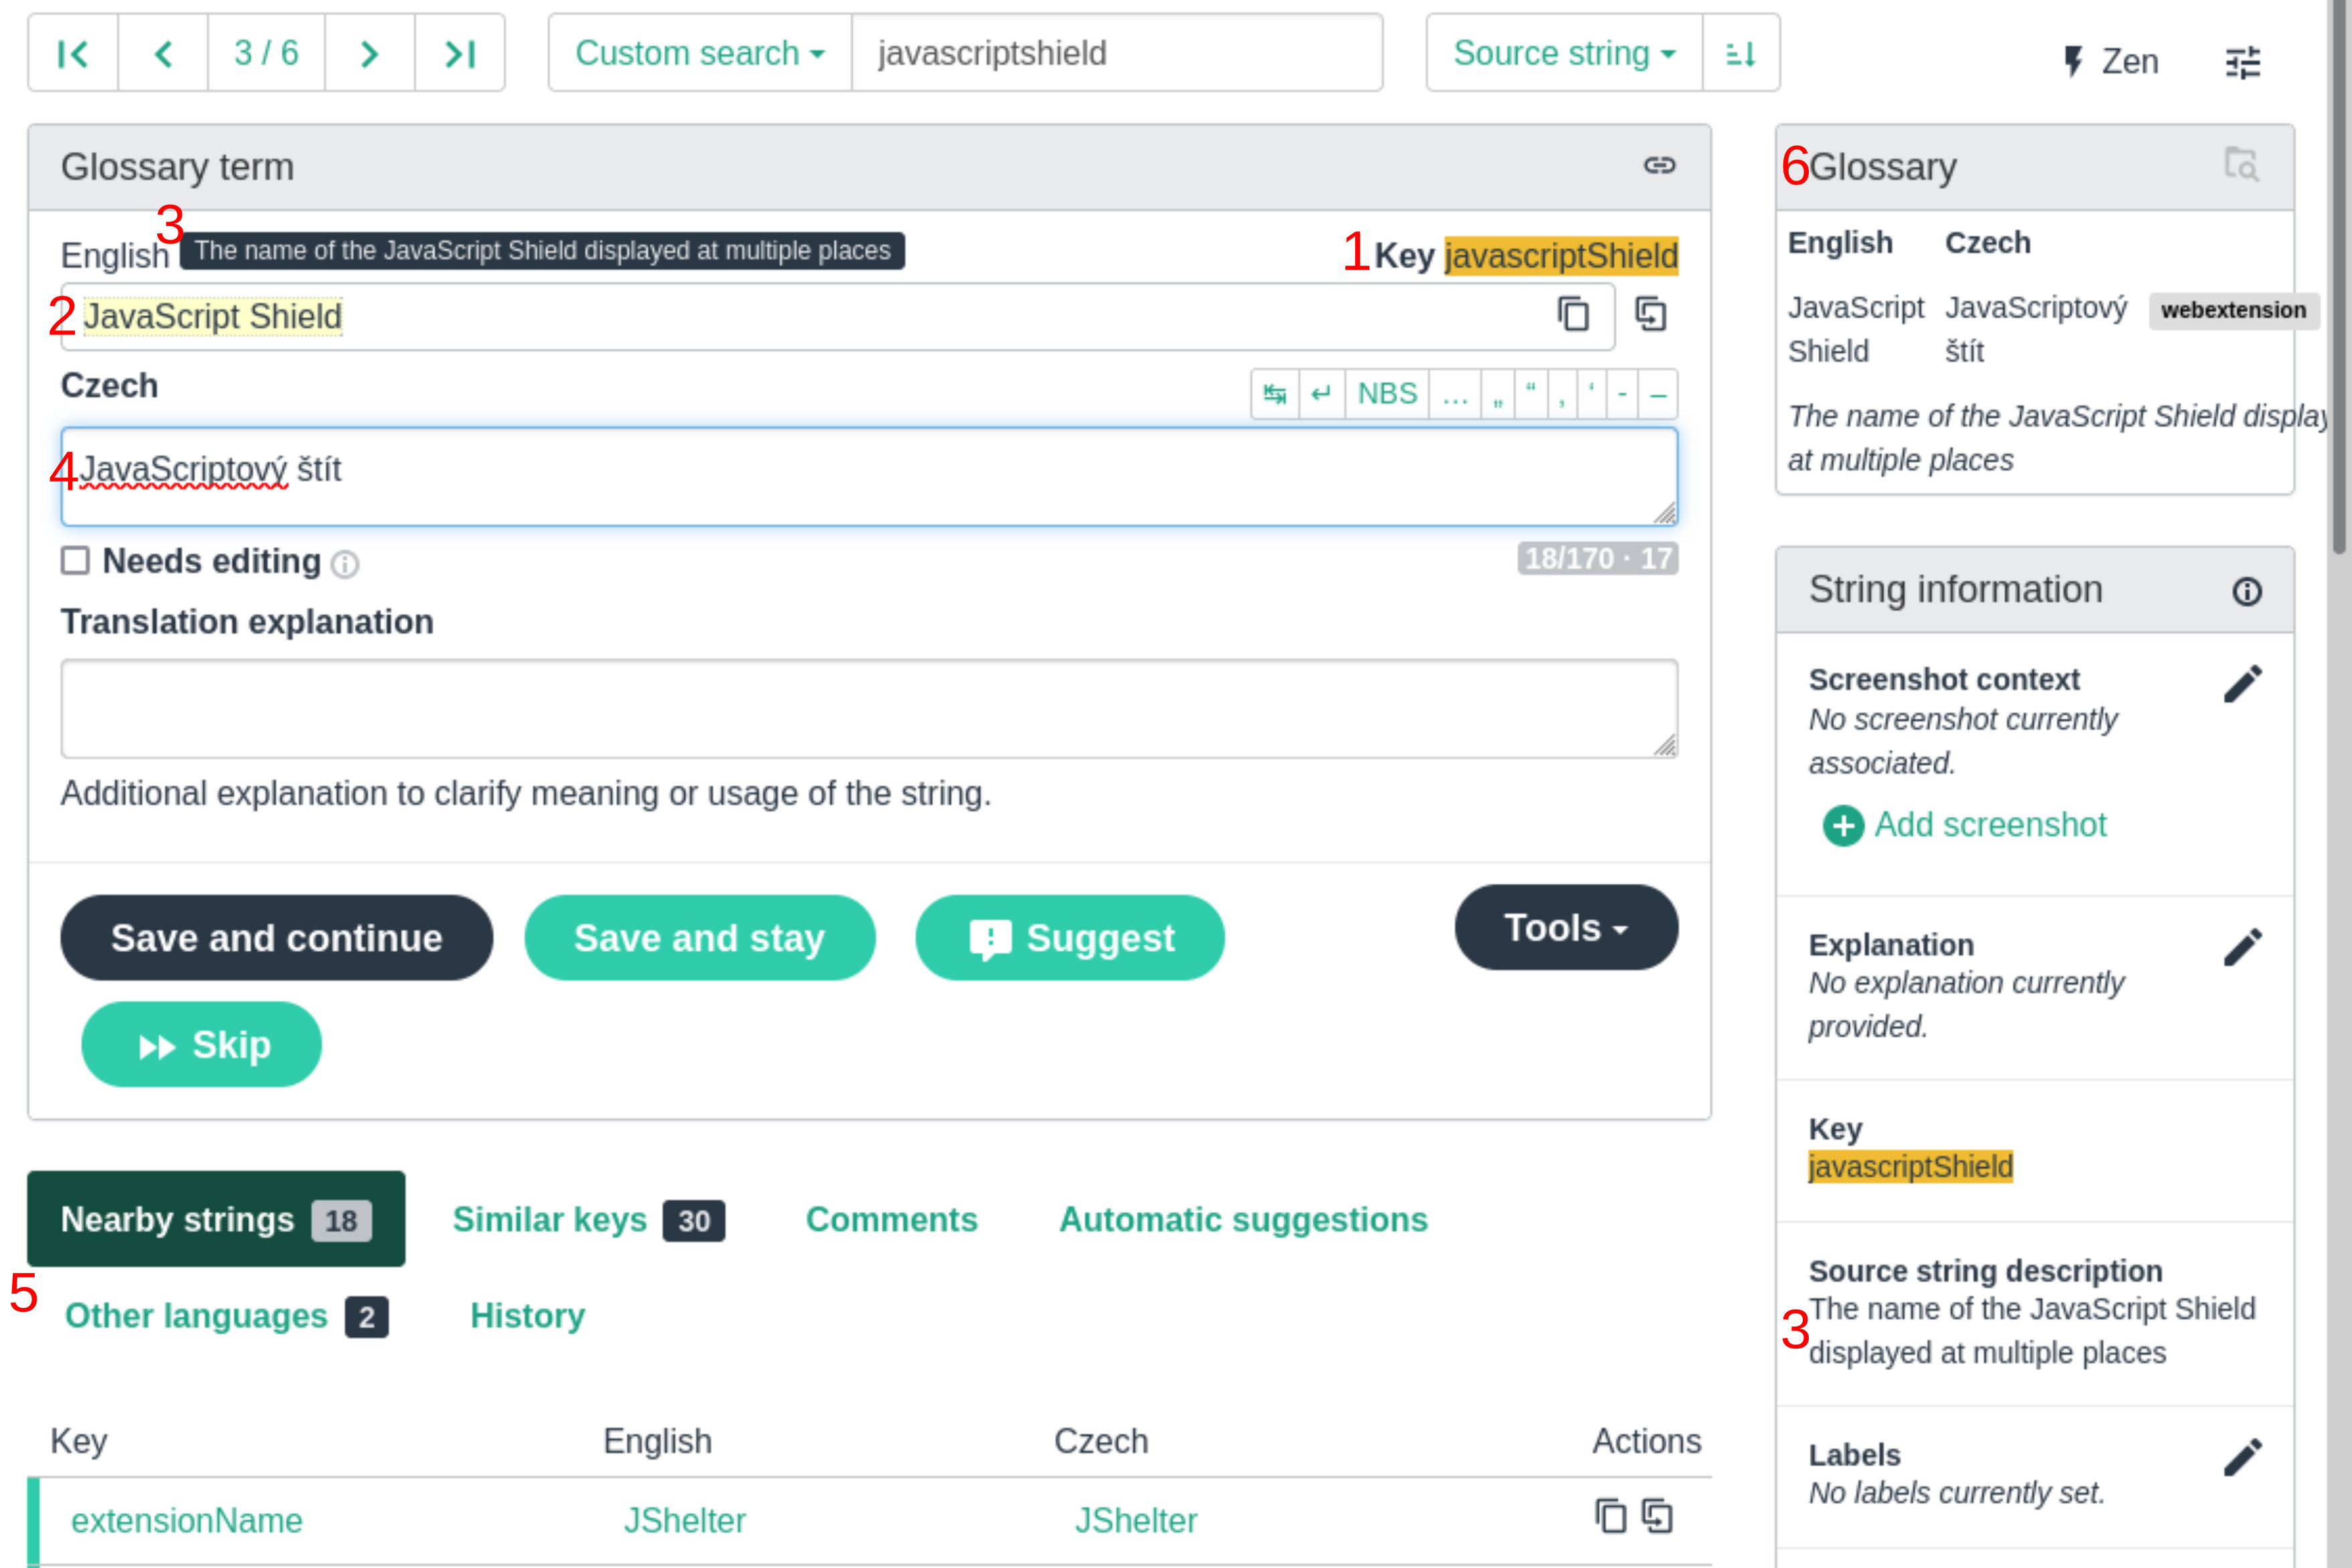 3 / 6
Custom search
javascriptshield
Source string
Zen
Glossary term
3
English
The name of the JavaScript Shield displayed at multiple places
1
Key javascriptShield
2
JavaScript Shield
Czech
NBS … „ “ ‚ ‘ - –
4
JavaScriptový štít
Needs editing
18/170 · 17
Translation explanation
Additional explanation to clarify meaning or usage of the string.
Save and continue
Save and stay
Suggest
Tools
Skip
Nearby strings 18
Similar keys 30
Comments
Automatic suggestions
5
Other languages 2
History
Key English Czech Actions
extensionName JShelter JShelter
6
Glossary
English Czech
JavaScript JavaScriptový webextension
Shield štít
The name of the JavaScript Shield display
at multiple places
String information
Screenshot context
No screenshot currently
associated.
Add screenshot
Explanation
No explanation currently
provided.
Key
javascriptShield
Source string description
3
The name of the JavaScript Shield
displayed at multiple places
Labels
No labels currently set.